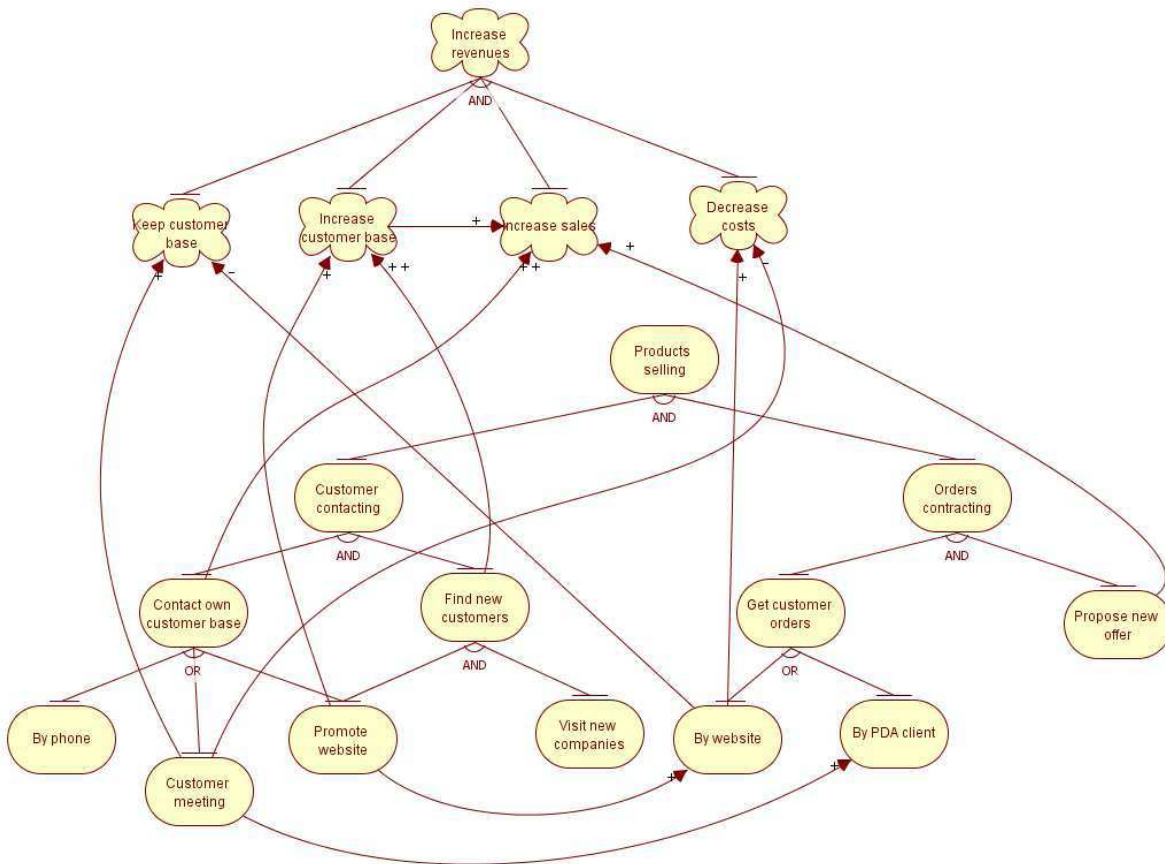 Increase
revenues
AND
Keep customer
base
Increase
customer base
+
Increase sales
Decrease
costs
+
-
+
++
++
+
+
-
Products
selling
AND
Customer
contacting
Orders
contracting
AND
AND
Contact own
customer base
Find new
customers
Get customer
orders
Propose new
offer
OR
AND
OR
By phone
Promote
website
Visit new
companies
By website
By PDA client
+
+
Customer
meeting